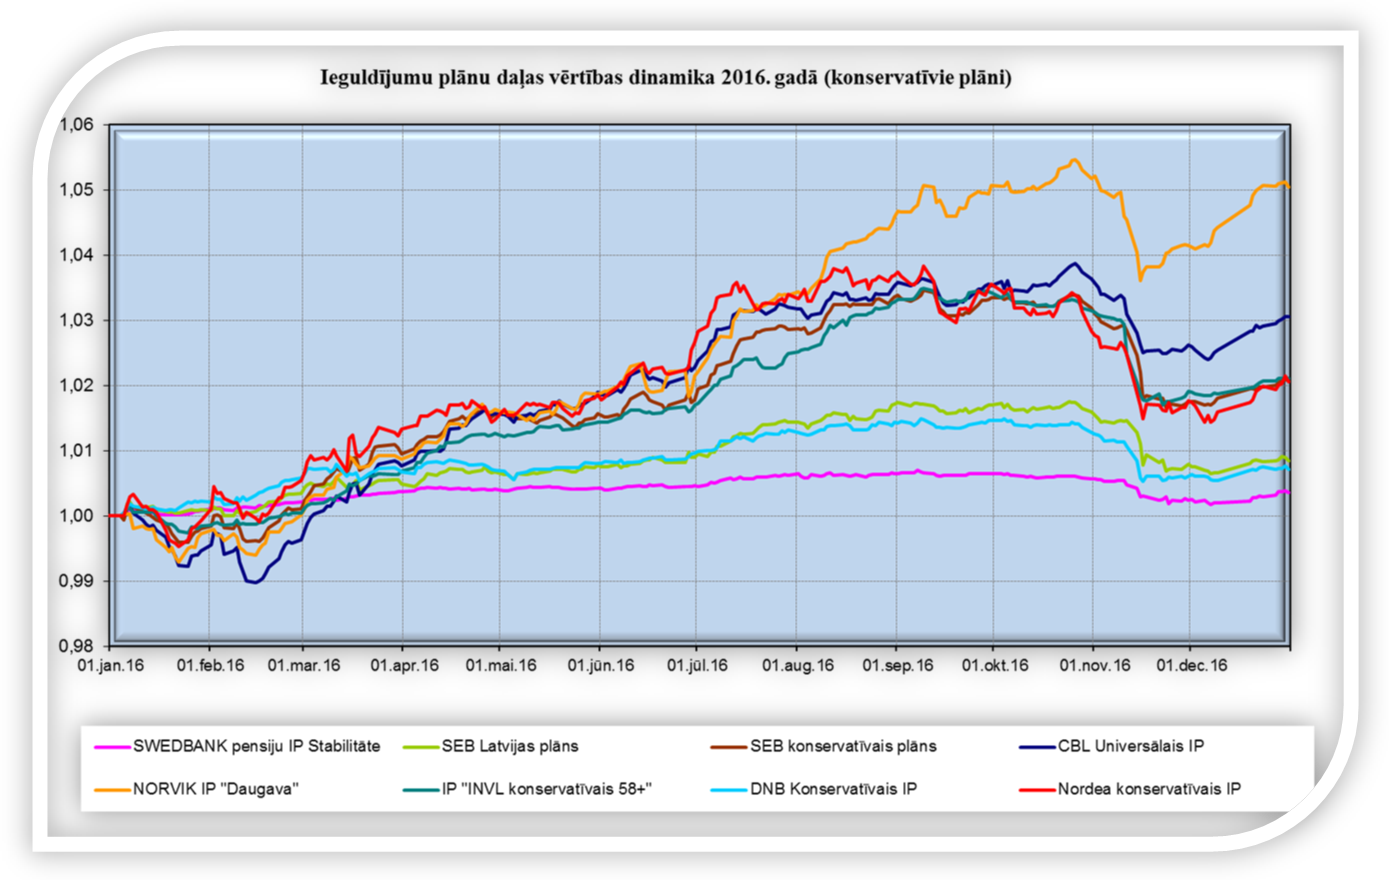 Ieguldījumu plānu daļas vērtības dinamika 2016. gadā (konservatīvie plāni)
1,06
1,05
1,04
1,03
1,02
1,01
1,00
0,99
0,98
01.jan.16 01.feb.16 01.mar.16 01.apr.16 01.mai.16 01.jūn.16 01.jūl.16 01.aug.16 01.sep.16 01.okt.16 01.nov.16 01.dec.16
SWEDBANK pensiju IP Stabilitāte SEB Latvijas plāns SEB konservatīvais plāns CBL Universālais IP
NORVIK IP "Daugava" IP "INVL konservatīvais 58+" DNB Konservatīvais IP Nordea konservatīvais IP